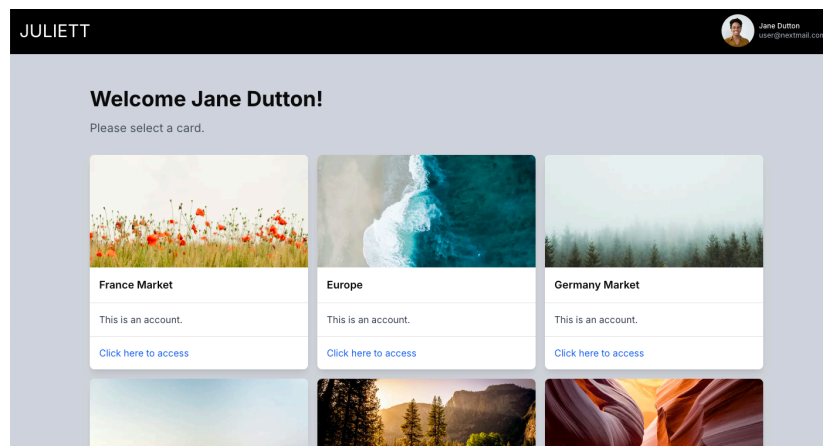 JULIETT
Jane Dutton
user@nextmail.com
Welcome Jane Dutton!
Please select a card.
France Market
Europe
Germany Market
This is an account.
This is an account.
This is an account.
Click here to access
Click here to access
Click here to access